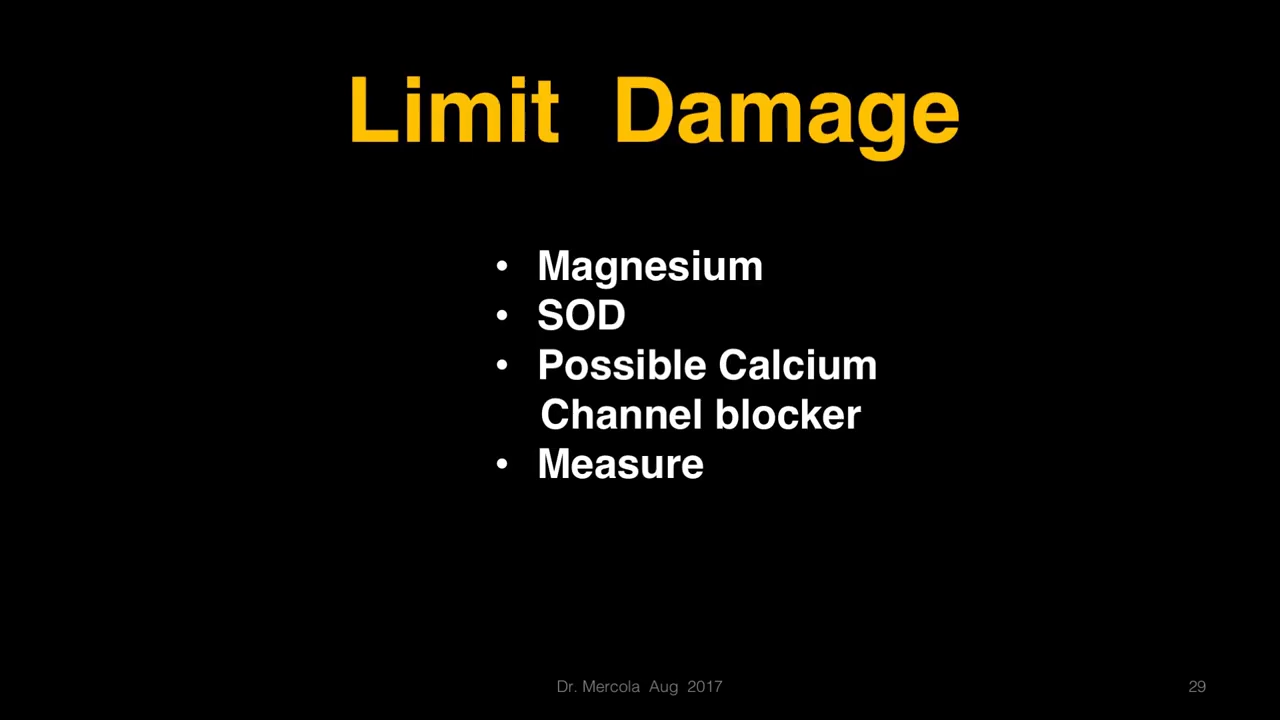 Limit Damage
• Magnesium
• SOD
• Possible Calcium
Channel blocker
• Measure
Dr. Mercola Aug 2017
29